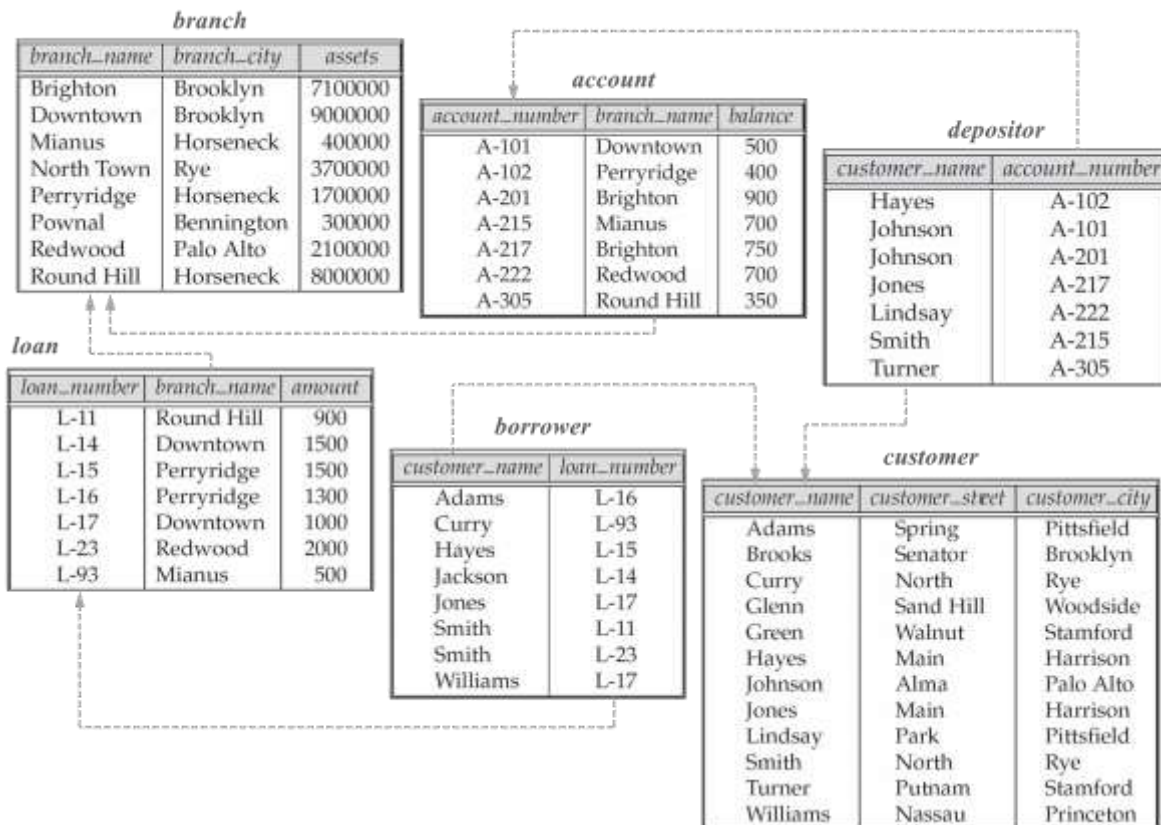 branch
branch_name branch_city assets
Brighton Brooklyn 7100000
Downtown Brooklyn 9000000
Mianus Horseneck 400000
North Town Rye 3700000
Perryridge Horseneck 1700000
Pownal Bennington 300000
Redwood Palo Alto 2100000
Round Hill Horseneck 8000000
account
account_number branch_name balance
A-101 Downtown 500
A-102 Perryridge 400
A-201 Brighton 900
A-215 Mianus 700
A-217 Brighton 750
A-222 Redwood 700
A-305 Round Hill 350
depositor
customer_name account_number
Hayes A-102
Johnson A-101
Johnson A-201
Jones A-217
Lindsay A-222
Smith A-215
Turner A-305
loan
loan_number branch_name amount
L-11 Round Hill 900
L-14 Downtown 1500
L-15 Perryridge 1500
L-16 Perryridge 1300
L-17 Downtown 1000
L-23 Redwood 2000
L-93 Mianus 500
borrower
customer_name loan_number
Adams L-16
Curry L-93
Hayes L-15
Jackson L-14
Jones L-17
Smith L-11
Smith L-23
Williams L-17
customer
customer_name customer_street customer_city
Adams Spring Pittsfield
Brooks Senator Brooklyn
Curry North Rye
Glenn Sand Hill Woodside
Green Walnut Stamford
Hayes Main Harrison
Johnson Alma Palo Alto
Jones Main Harrison
Lindsay Park Pittsfield
Smith North Rye
Turner Putnam Stamford
Williams Nassau Princeton